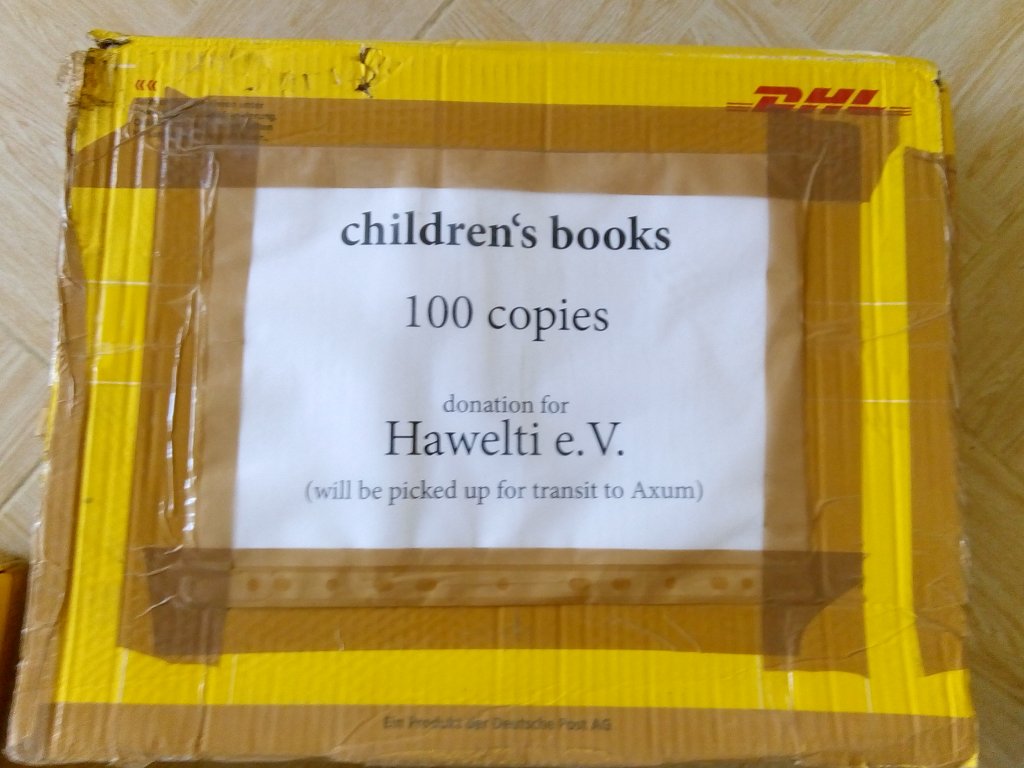 ««
DHL
children‘s books
100 copies
donation for
Hawelti e.V.
(will be picked up for transit to Axum)
Ein Produkt der Deutsche Post AG